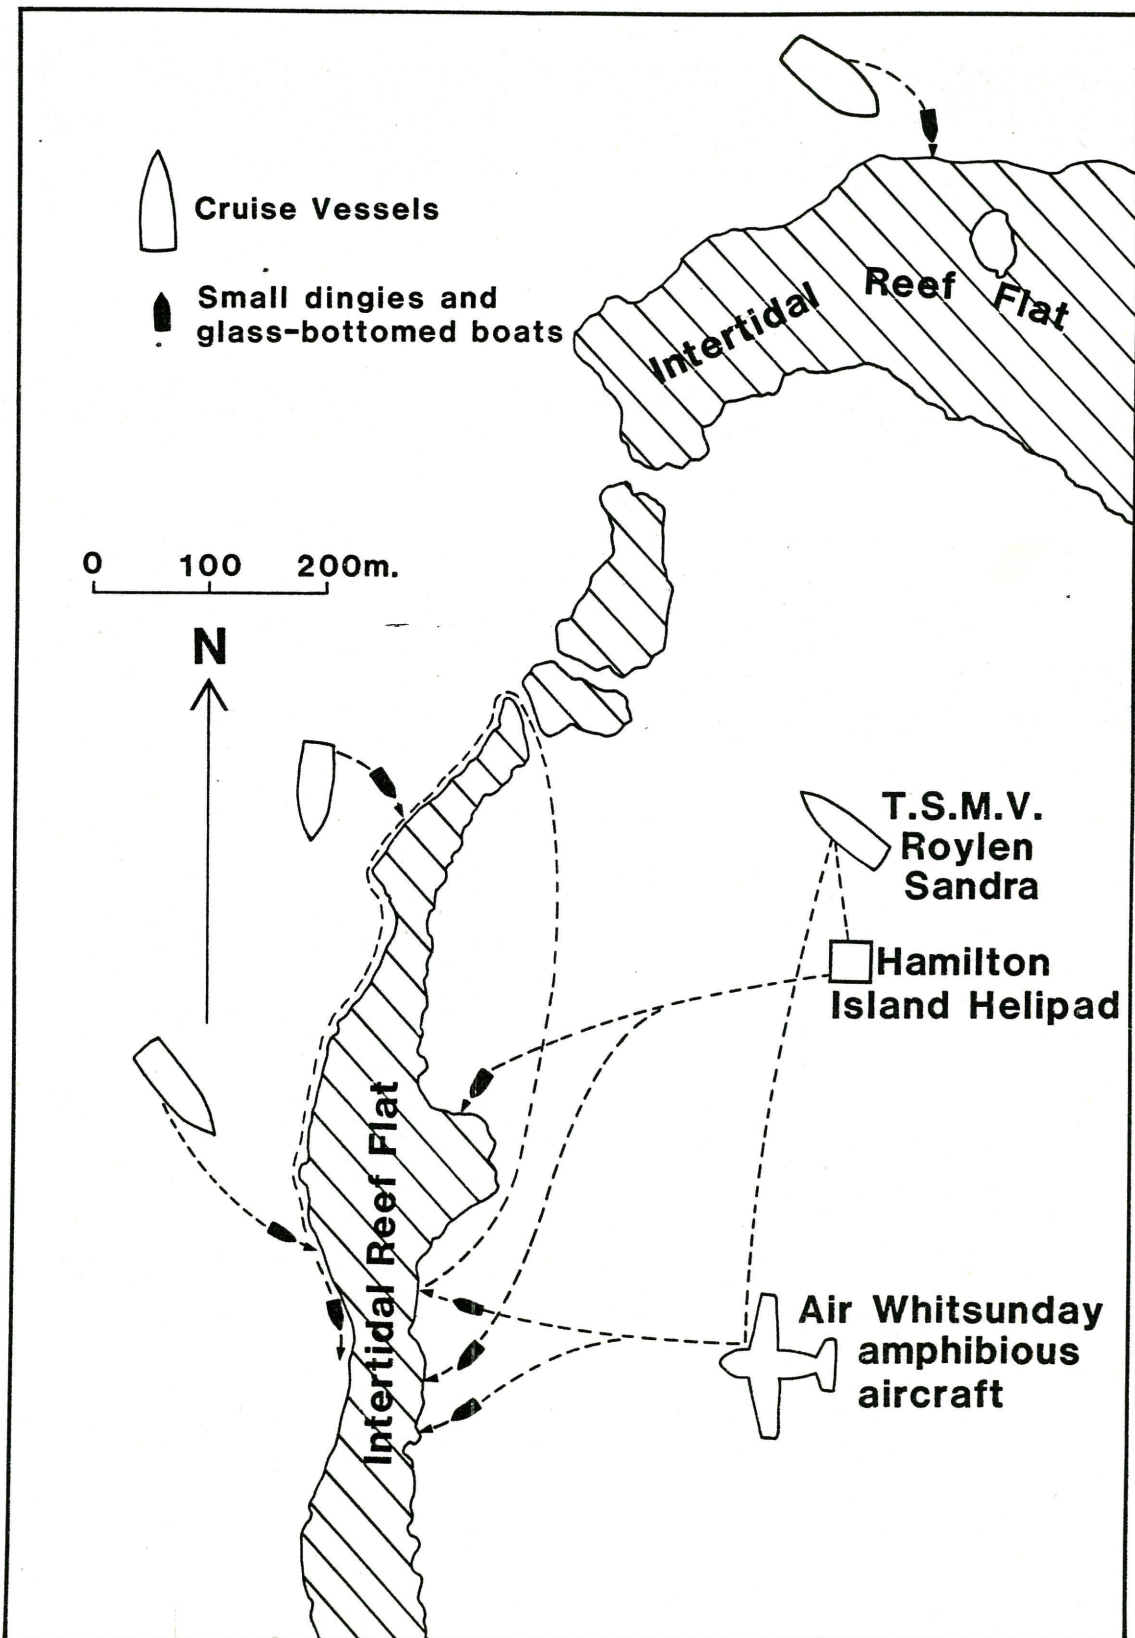 Cruise Vessels
Small dingies and
glass-bottomed boats
Intertidal Reef Flat
0 100 200m.
N
T.S.M.V.
Roylen
Sandra
Hamilton
Island Helipad
Intertidal Reef Flat
Air Whitsunday
amphibious
aircraft